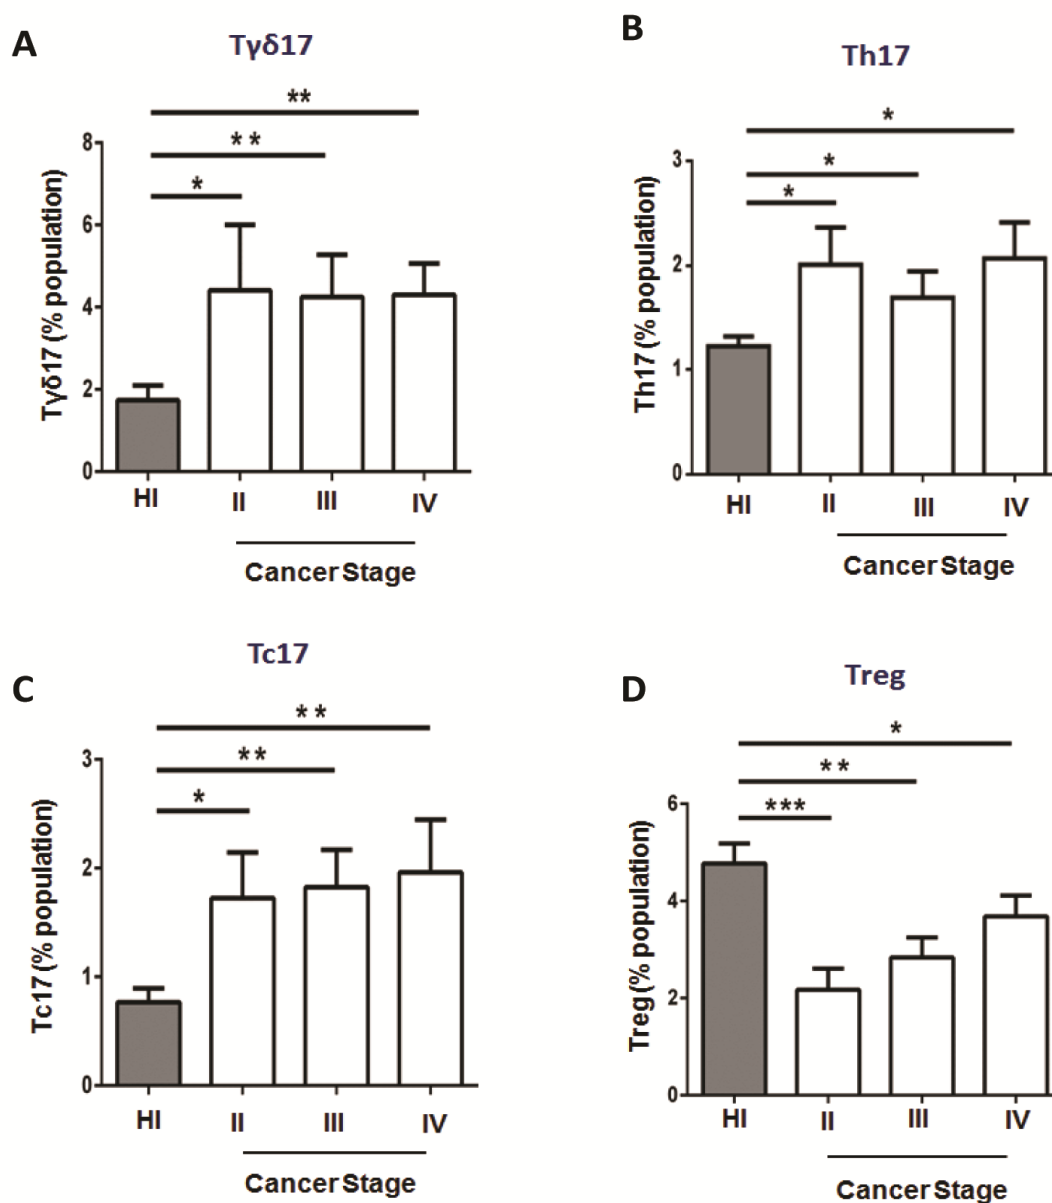 A
Tγδ17
**
* *
*
Tγδ17 (% population)
8
6
4
2
0
HI II III IV
Cancer Stage
B
Th17
*
*
*
Th17 (% population)
3
2
1
0
HI II III IV
Cancer Stage
C
Tc17
* *
* *
*
Tc17 (% population)
3
2
1
0
HI II III IV
Cancer Stage
D
Treg
*
* *
***
Treg (% population)
6
4
2
0
HI II III IV
Cancer Stage